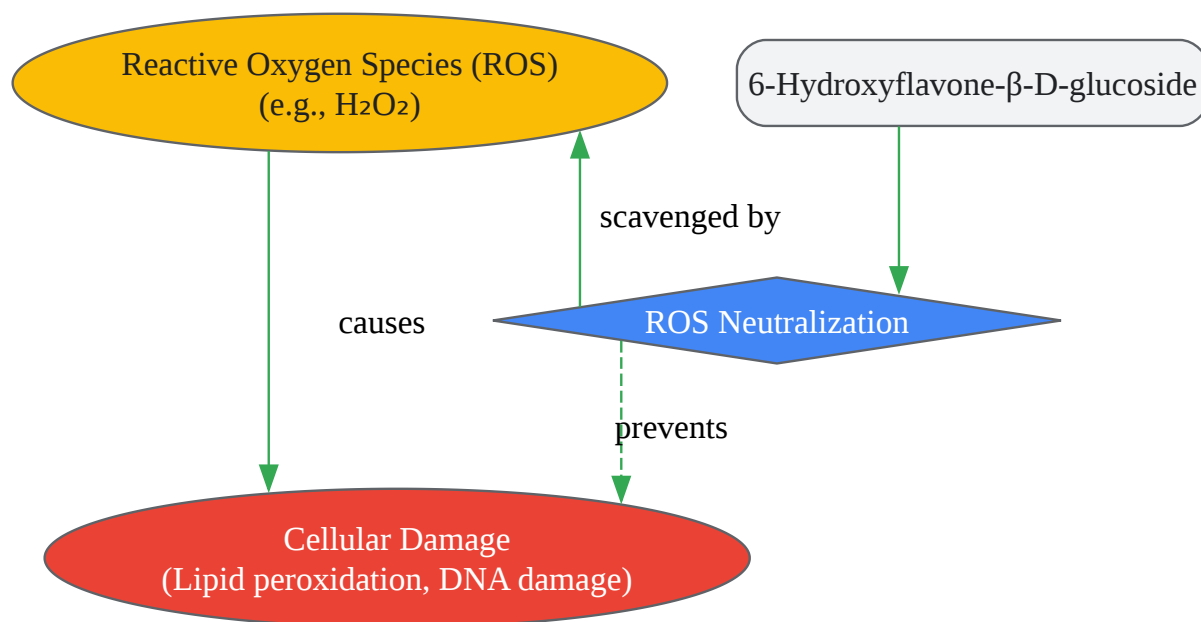 Reactive Oxygen Species (ROS)
(e.g., H₂O₂)
6-Hydroxyflavone-β-D-glucoside
scavenged by
causes
ROS Neutralization
prevents
Cellular Damage
(Lipid peroxidation, DNA damage)